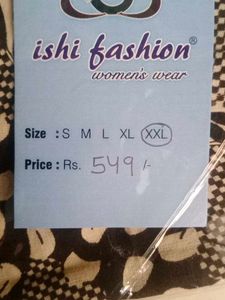 ishi fashion®
women's wear
Size : S M L XL XXL
Price : Rs. 549/-